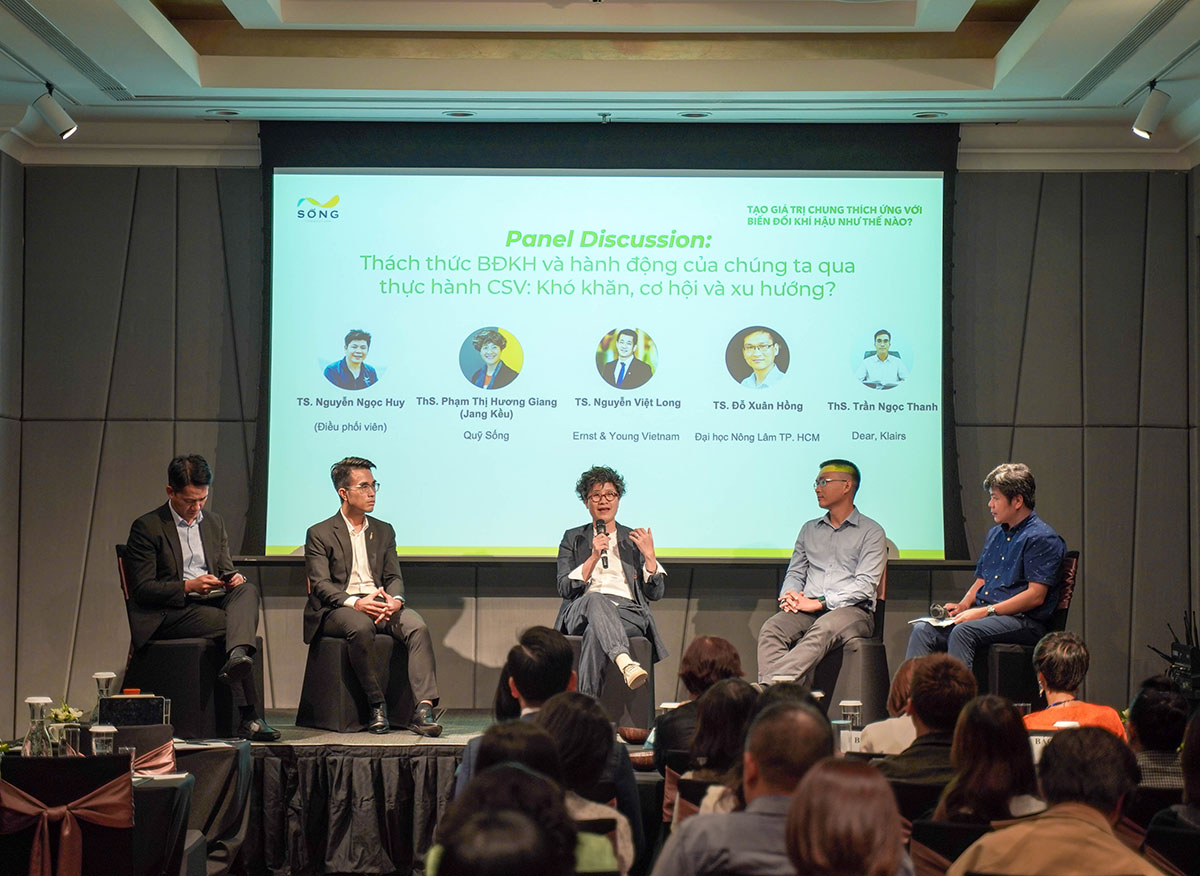 SỐNG
TẠO GIÁ TRỊ CHUNG THÍCH ỨNG VỚI
BIẾN ĐỔI KHÍ HẬU NHƯ THẾ NÀO?
Panel Discussion:
Thách thức BĐKH và hành động của chúng ta qua
thực hành CSV: Khó khăn, cơ hội và xu hướng?
TS. Nguyễn Ngọc Huy
(Điều phối viên)
ThS. Phạm Thị Hương Giang
(Jang Kều)
Quỹ Sống
TS. Nguyễn Việt Long
Ernst & Young Vietnam
TS. Đỗ Xuân Hồng
Đại học Nông Lâm TP. HCM
ThS. Trần Ngọc Thanh
Dear, Klairs